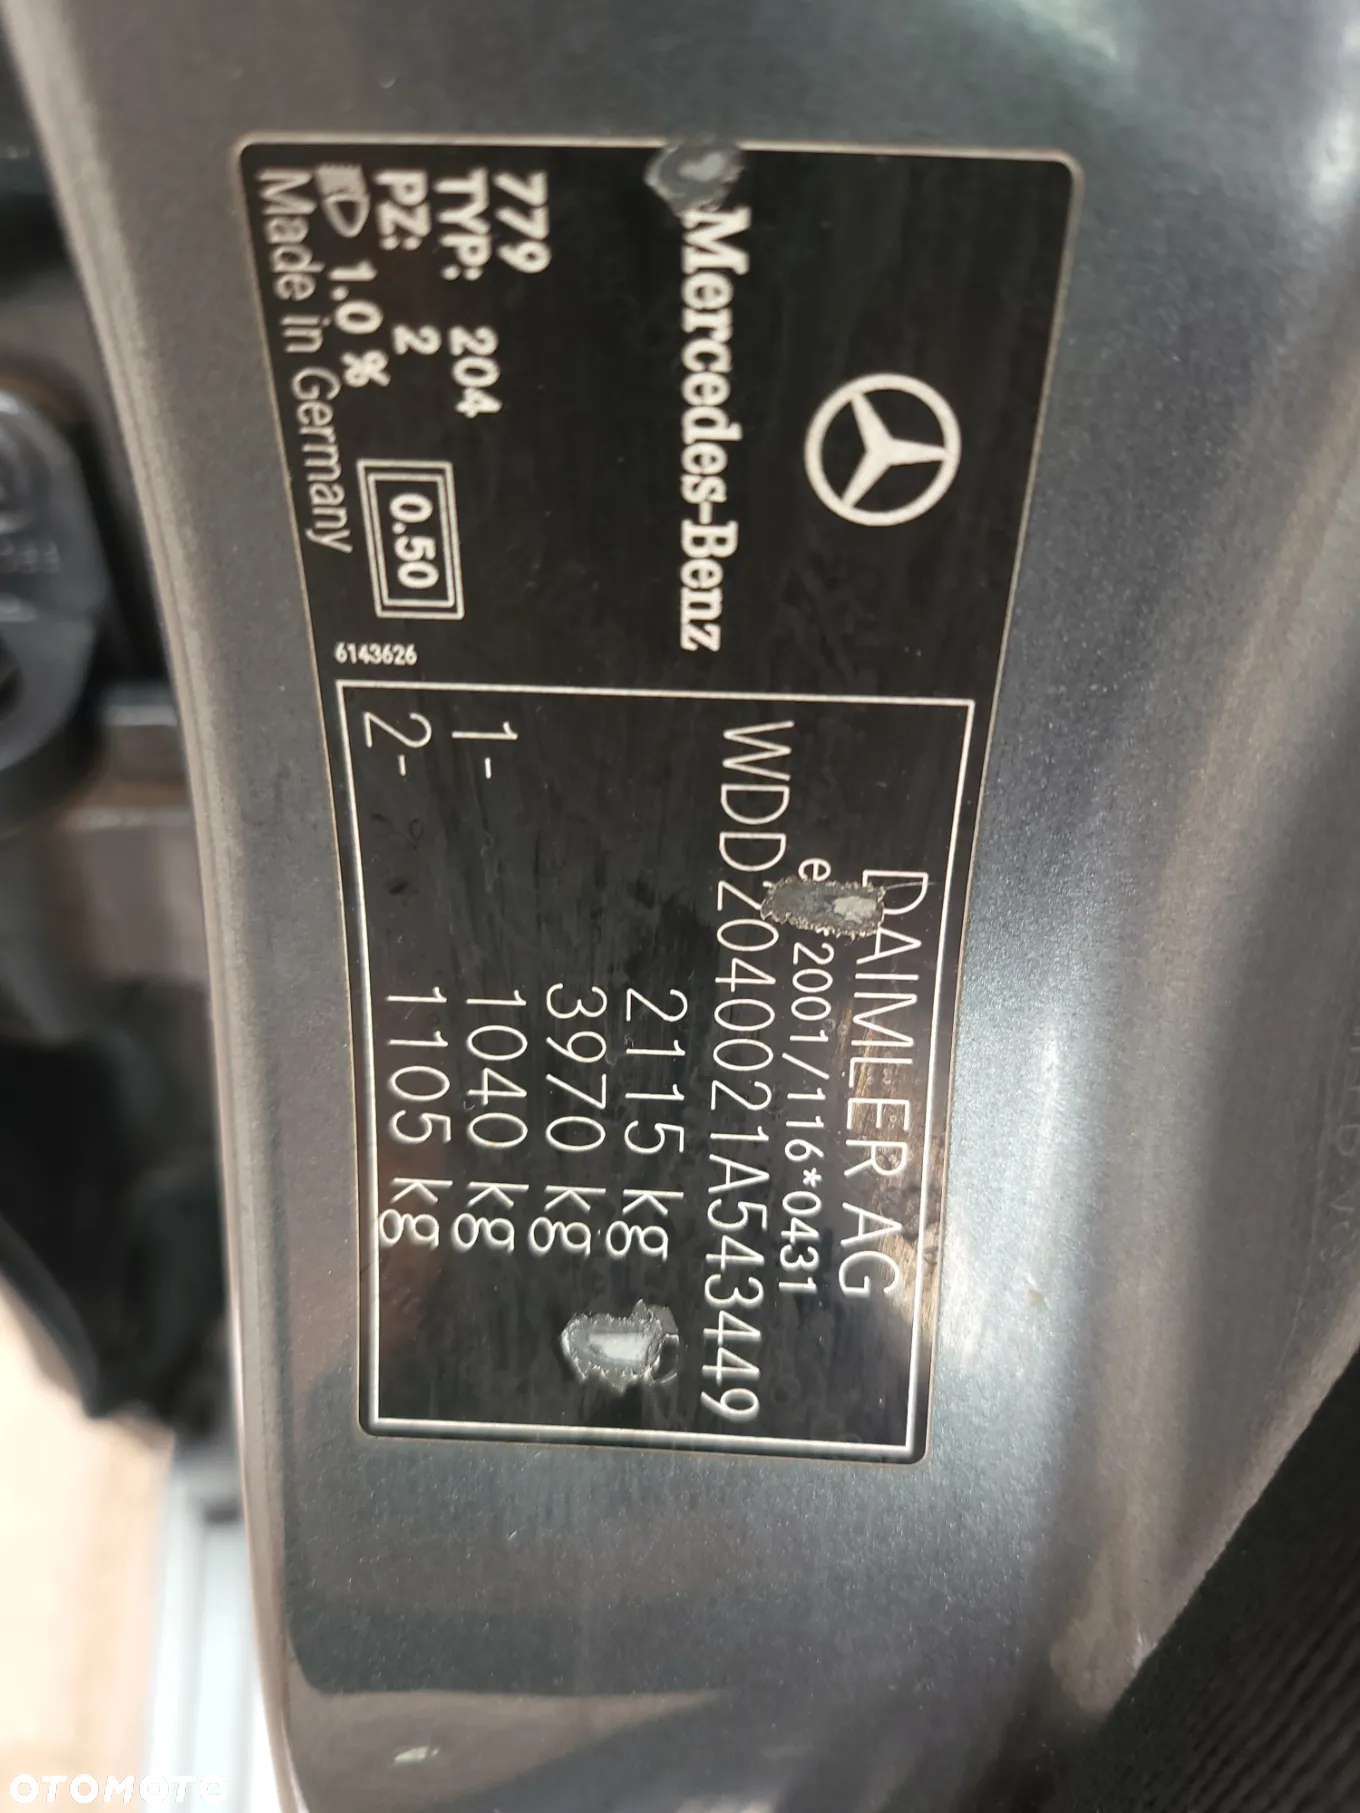 Mercedes-Benz
779
TYP: 204
PZ: 2
1.0 %
0.50
Made in Germany
6143626
DAIMLER AG
2001/116*0431
WDD2040021A543449
2115 kg
3970 kg
1- 1040 kg
2- 1105 kg
OTOMOTO